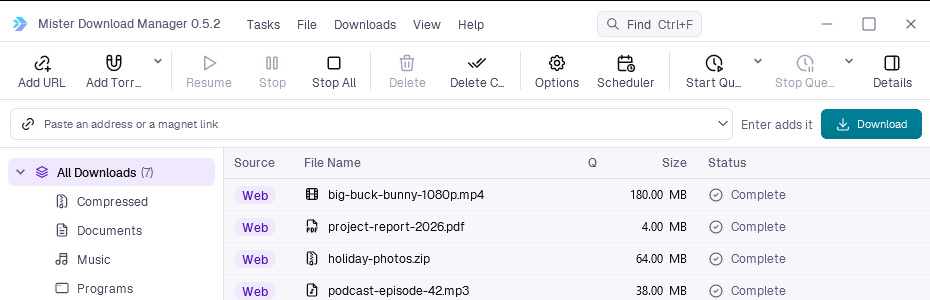 Mister Download Manager 0.5.2 Tasks File Downloads View Help Find Ctrl+F
Add URL Add Torr... Resume Stop Stop All Delete Delete C... Options Scheduler Start Qu... Stop Que... Details
Paste an address or a magnet link Enter adds it Download
All Downloads (7)
Compressed
Documents
Music
Programs
Source File Name Q Size Status
Web big-buck-bunny-1080p.mp4 180.00 MB Complete
Web project-report-2026.pdf 4.00 MB Complete
Web holiday-photos.zip 64.00 MB Complete
Web podcast-episode-42.mp3 38.00 MB Complete